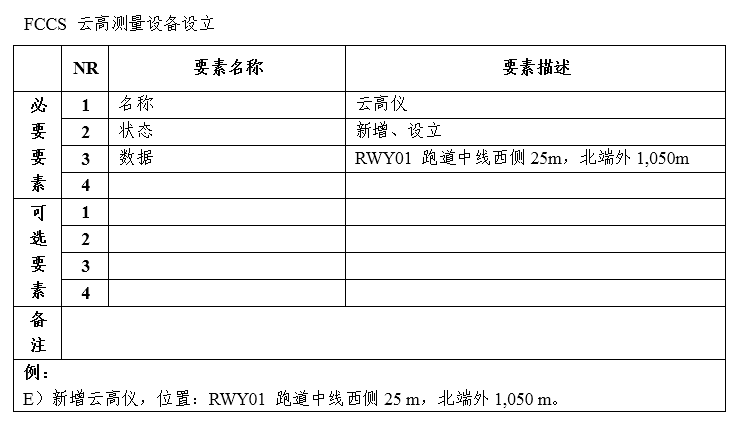 FCCS 云高测量设备设立
NR 要素名称 要素描述
必要要素
1 名称 云高仪
2 状态 新增、设立
3 数据 RWY01 跑道中线西侧 25m，北端外 1,050m
4
可选要素
1
2
3
4
备注
例：
E）新增云高仪，位置：RWY01 跑道中线西侧 25 m，北端外 1,050 m。